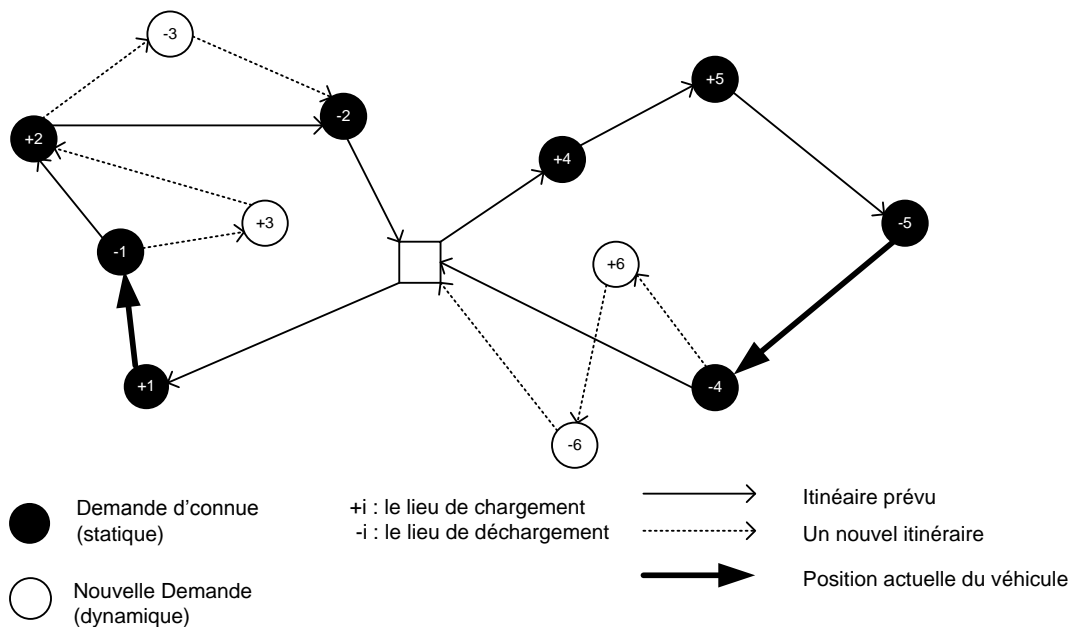 -3
+5
-2
+2
+4
+3
-5
-1
+6
+1
-4
-6
Demande d'connue
(statique)
+i : le lieu de chargement
-i : le lieu de déchargement
Itinéaire prévu
Un nouvel itinéraire
Position actuelle du véhicule
Nouvelle Demande
(dynamique)